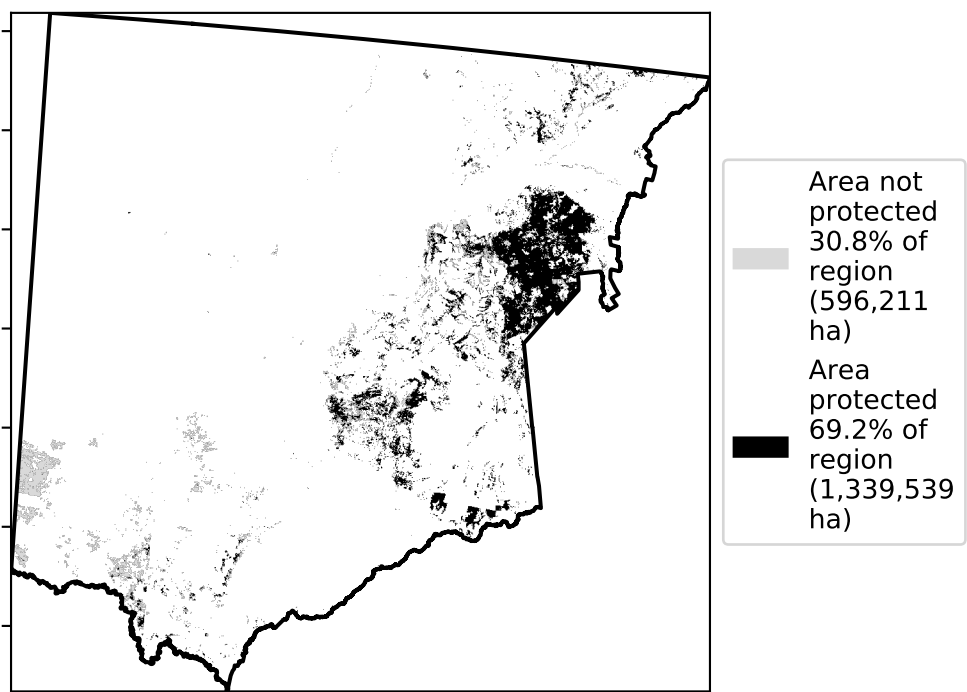 Area not
protected
30.8% of
region
(596,211
ha)
Area
protected
69.2% of
region
(1,339,539
ha)